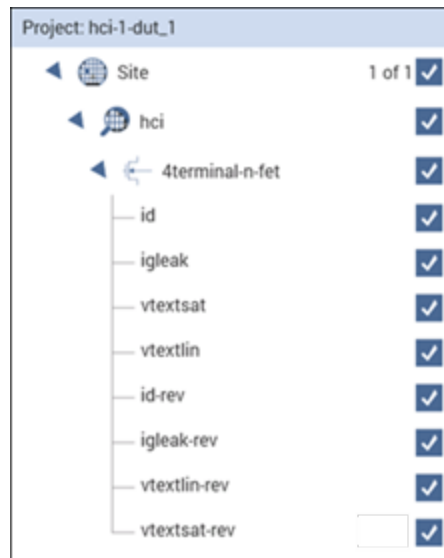 Project: hci-1-dut_1
Site 1 of 1
hci
4terminal-n-fet
id
igleak
vtextsat
vtextlin
id-rev
igleak-rev
vtextlin-rev
vtextsat-rev